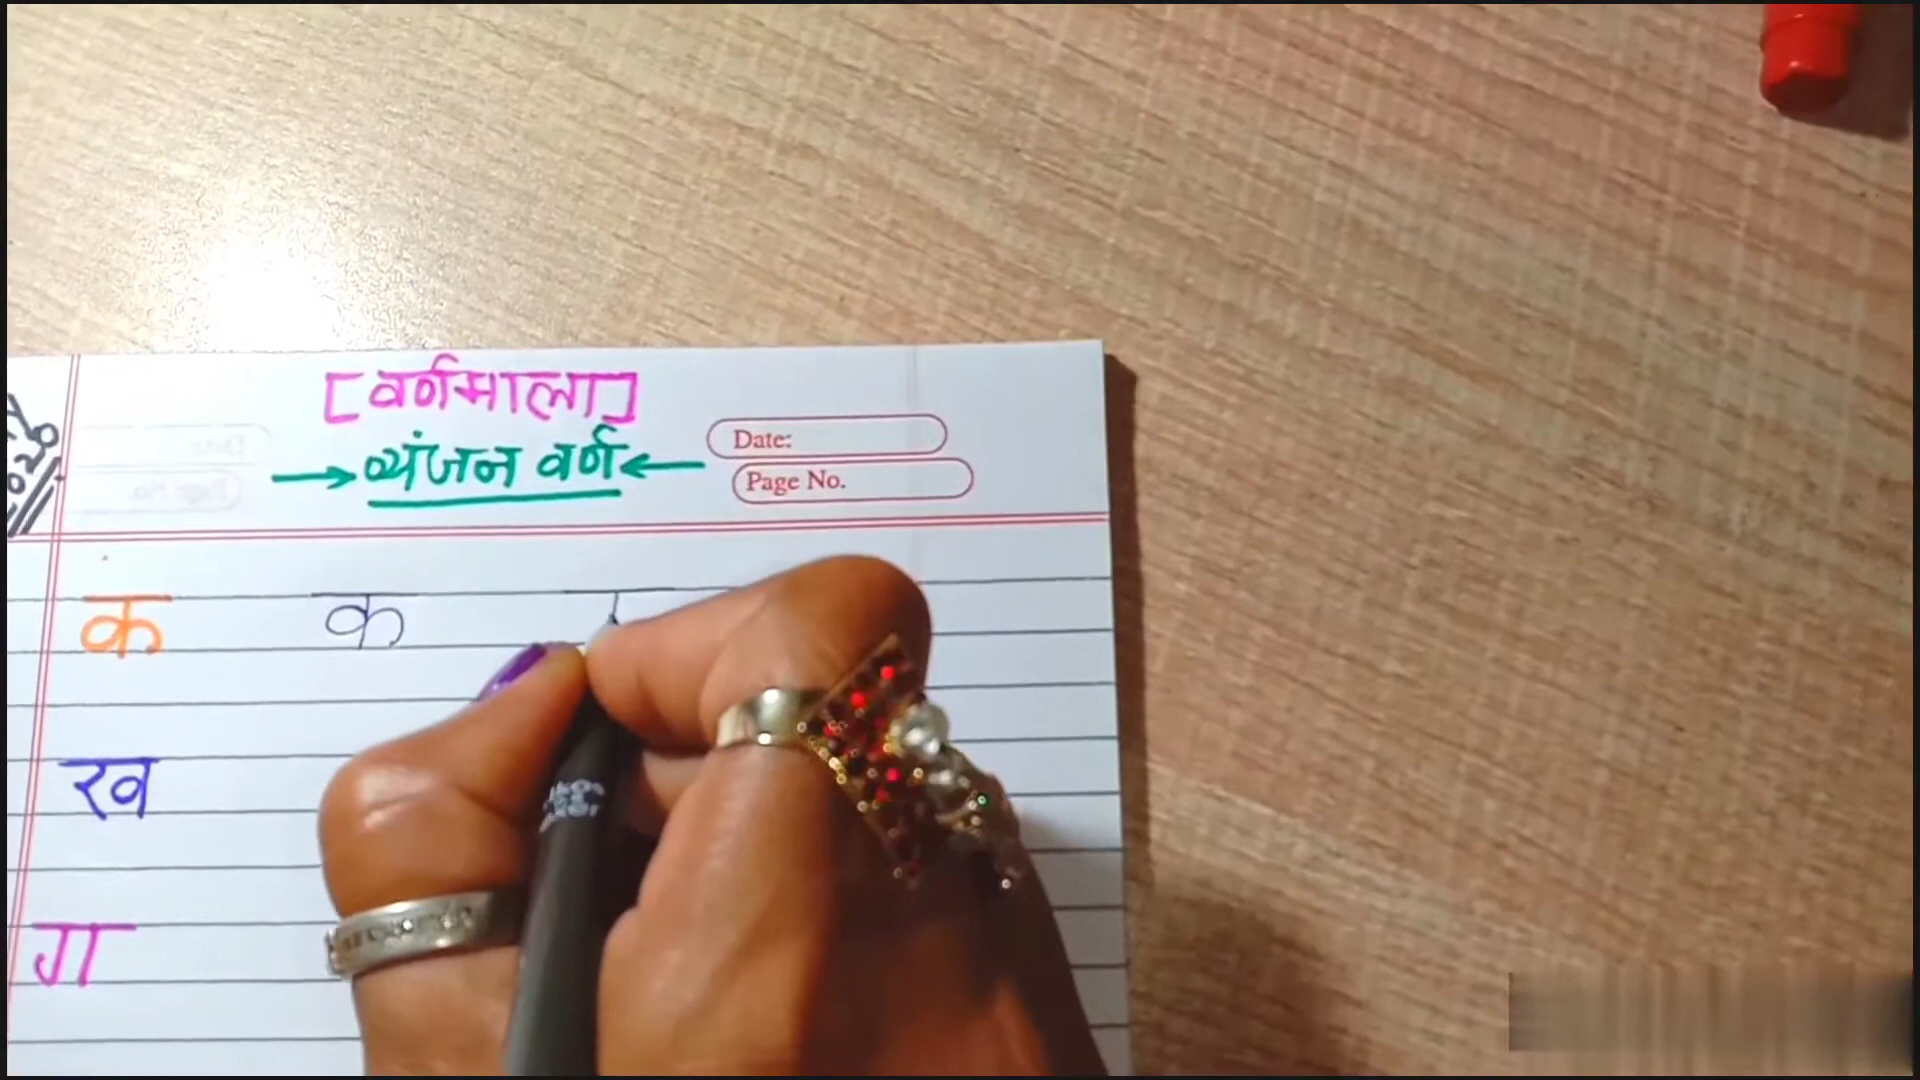 [वर्णमाला]
→व्यंजन वर्ण←
Date:
Page No.
क क
ख
ग